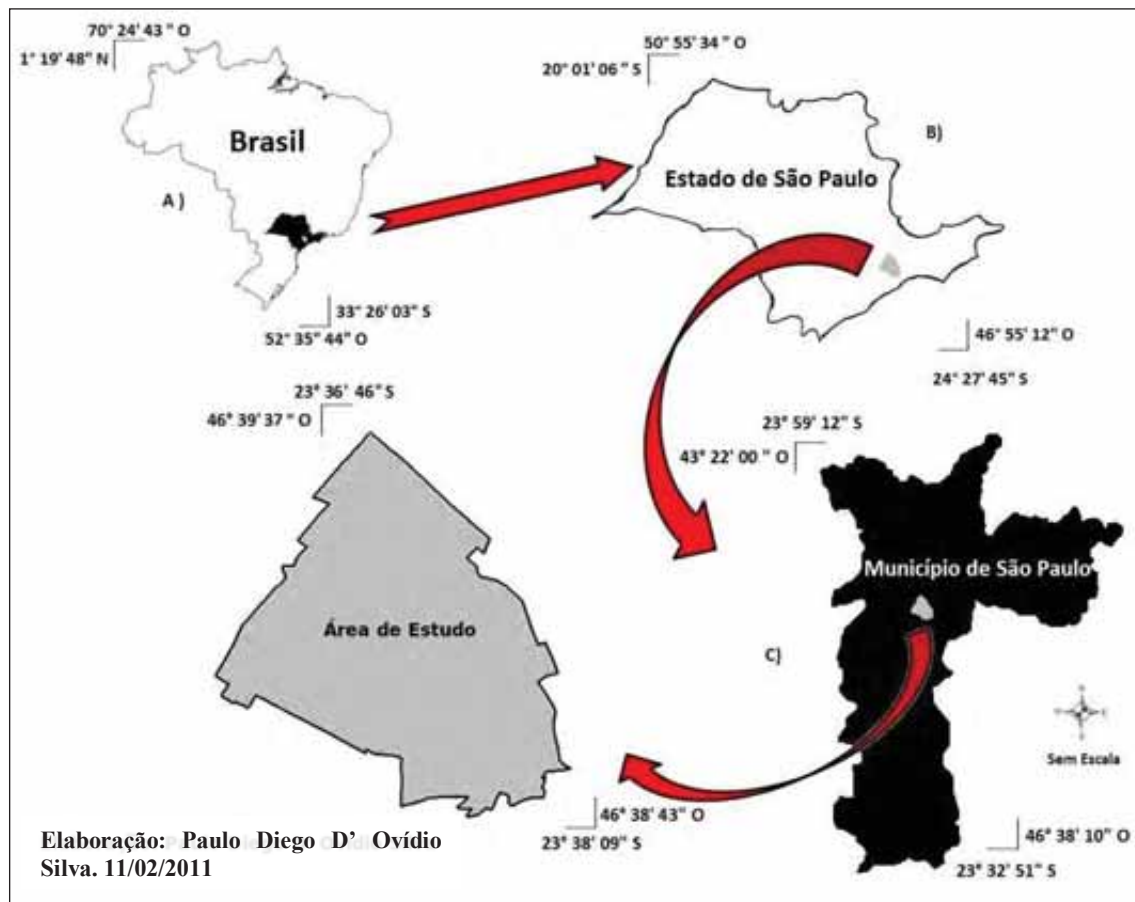 70° 24' 43" O
1° 19' 48" N
Brasil
A )
33° 26' 03" S
52° 35' 44" O
50° 55' 34" O
20° 01' 06" S
B)
Estado de São Paulo
46° 55' 12" O
24° 27' 45" S
23° 36' 46" S
46° 39' 37" O
Área de Estudo
46° 38' 43" O
23° 38' 09" S
23° 59' 12" S
43° 22' 00" O
Município de São Paulo
C)
Sem Escala
46° 38' 10" O
23° 32' 51" S
Elaboração: Paulo Diego D' Ovídio
Silva. 11/02/2011